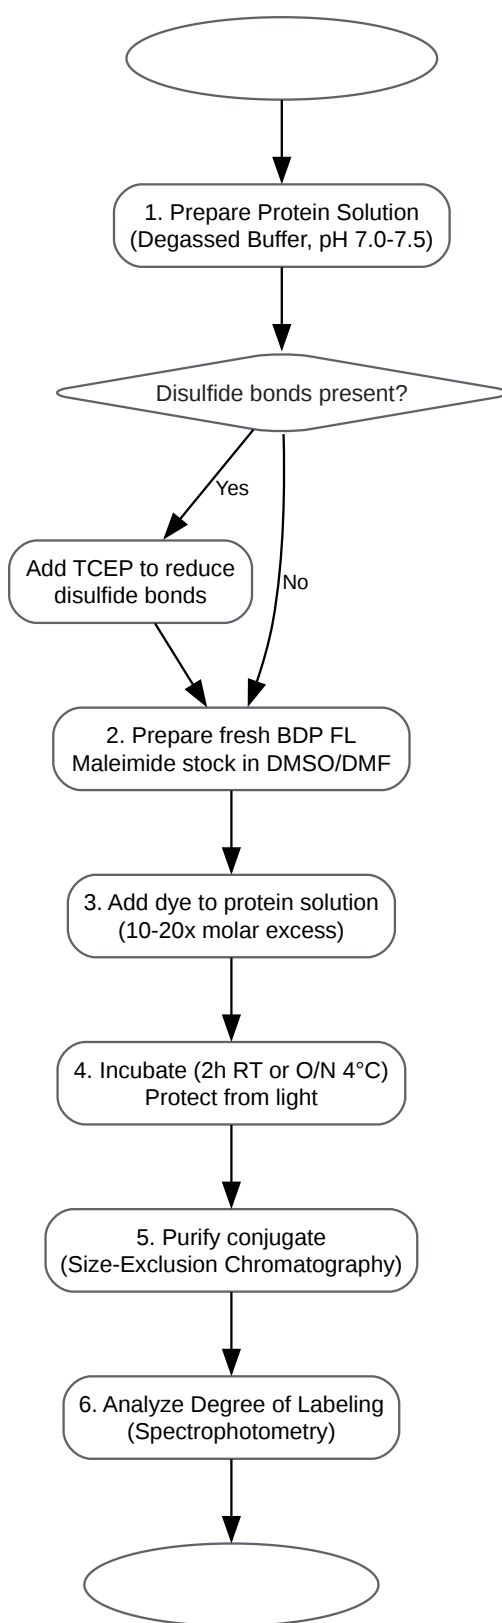 1. Prepare Protein Solution
(Degassed Buffer, pH 7.0-7.5)
Disulfide bonds present?
Yes
Add TCEP to reduce
disulfide bonds
No
2. Prepare fresh BDP FL
Maleimide stock in DMSO/DMF
3. Add dye to protein solution
(10-20x molar excess)
4. Incubate (2h RT or O/N 4°C)
Protect from light
5. Purify conjugate
(Size-Exclusion Chromatography)
6. Analyze Degree of Labeling
(Spectrophotometry)